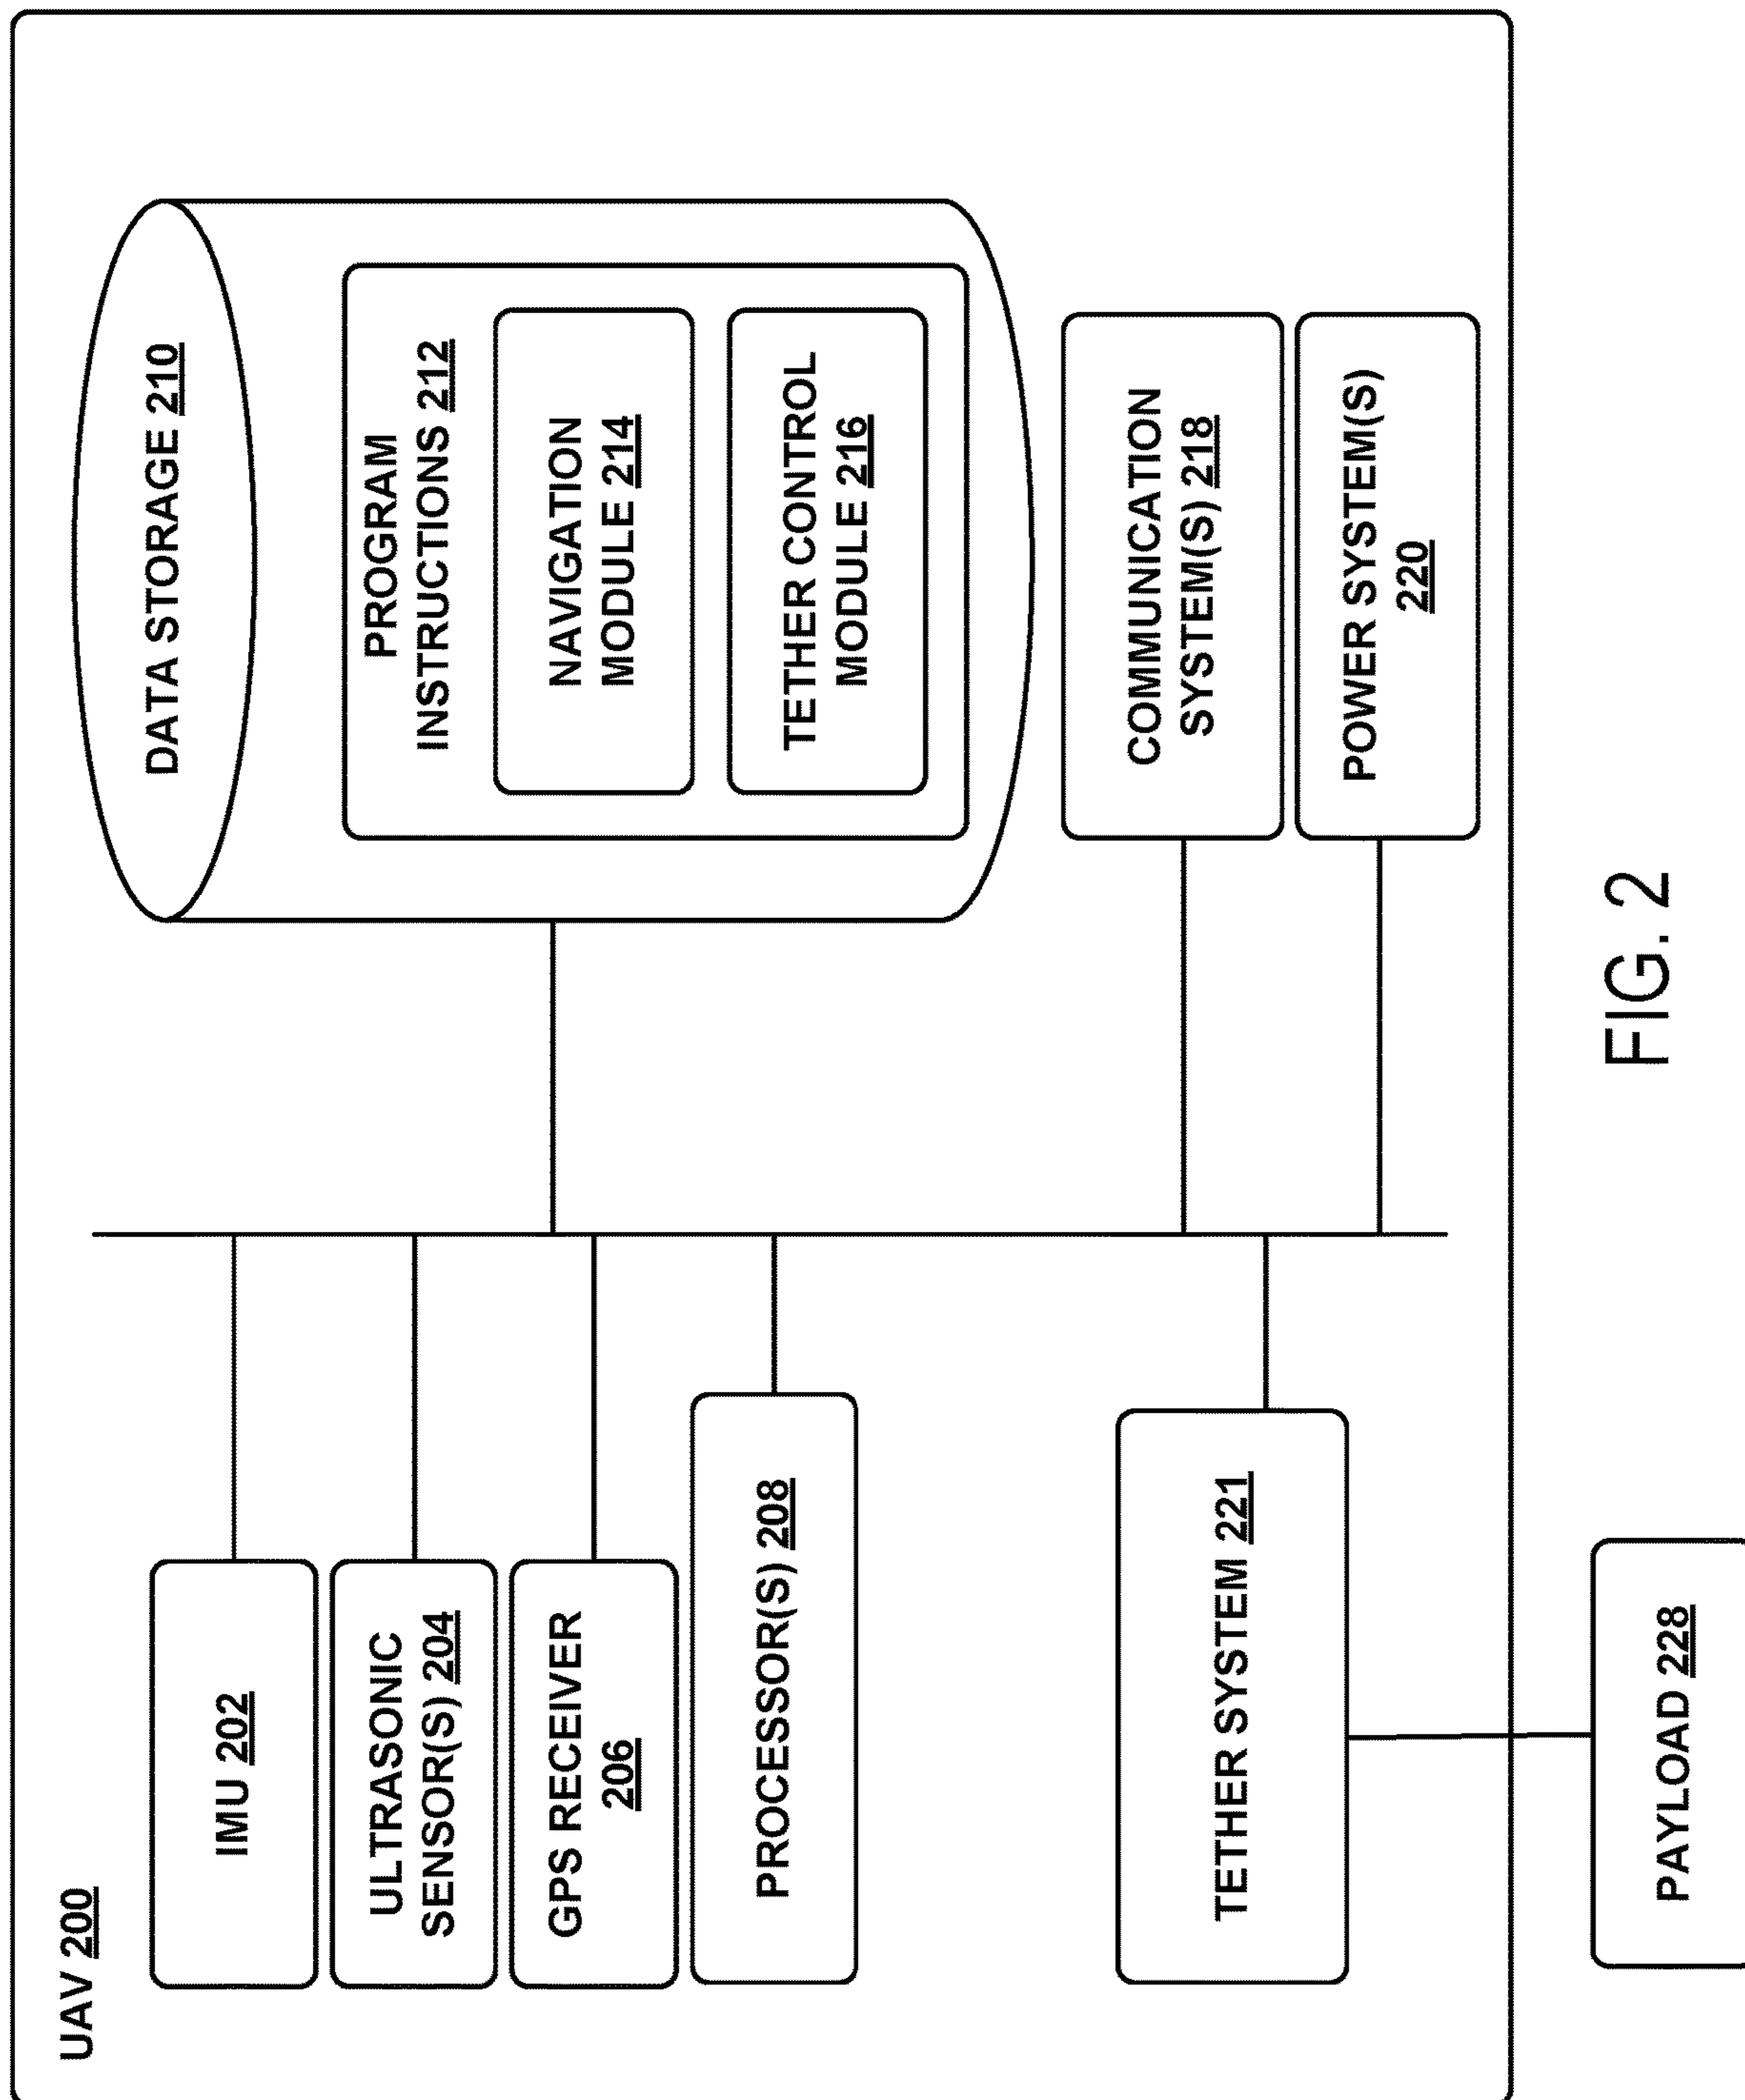 UAV 200
IMU 202
ULTRASONIC
SENSOR(S) 204
GPS RECEIVER
206
PROCESSOR(S) 208
TETHER SYSTEM 221
PAYLOAD 228
DATA STORAGE 210
PROGRAM
INSTRUCTIONS 212
NAVIGATION
MODULE 214
TETHER CONTROL
MODULE 216
COMMUNICATION
SYSTEM(S) 218
POWER SYSTEM(S)
220
FIG. 2